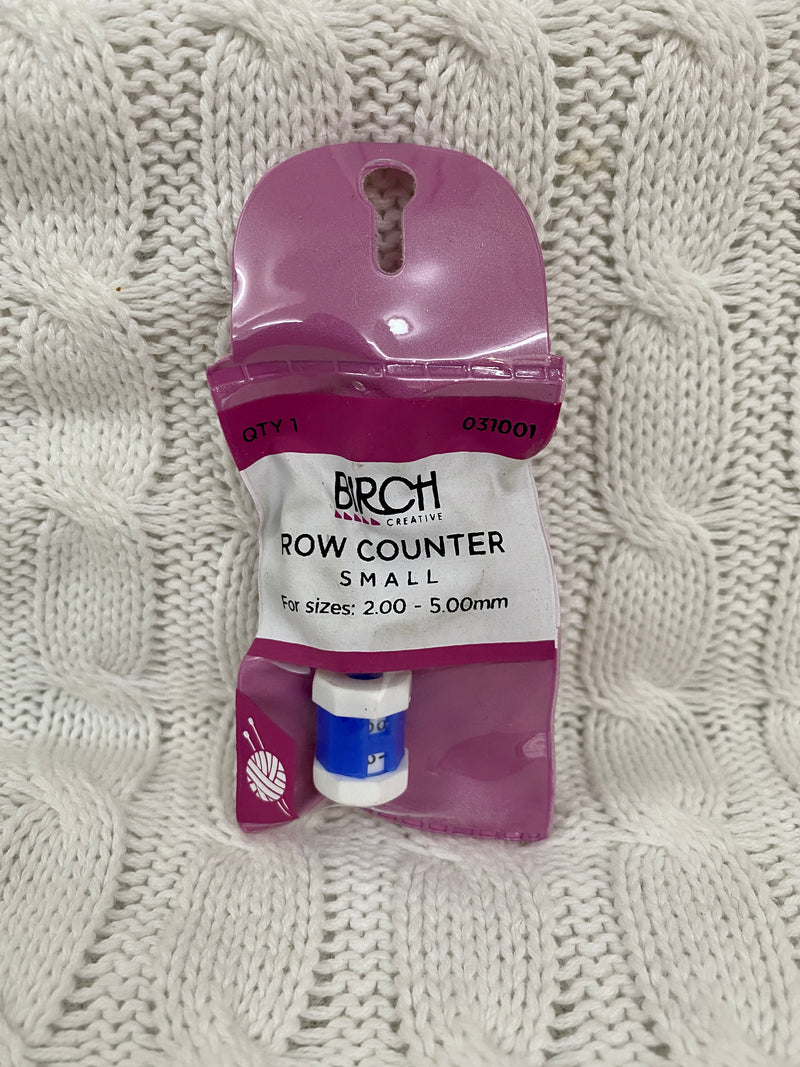 QTY 1 031001
BIRCH
CREATIVE
ROW COUNTER
SMALL
For sizes: 2.00 - 5.00mm